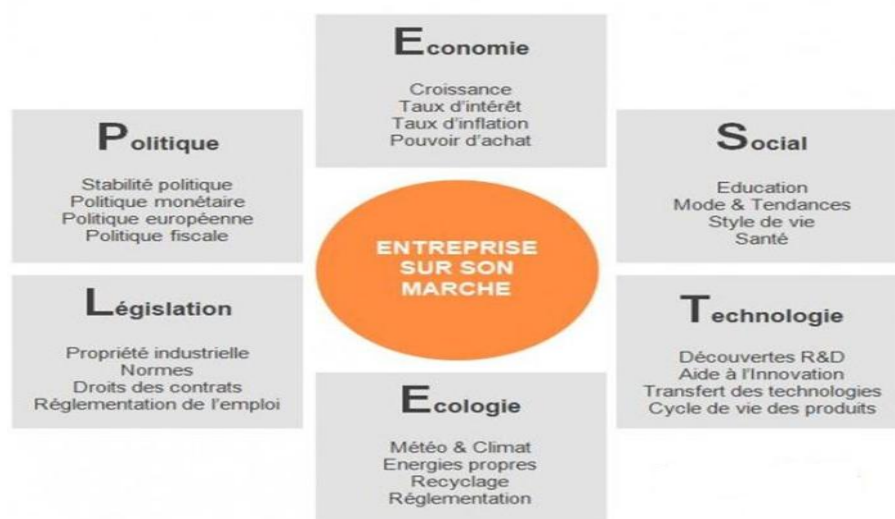 Politique
Stabilité politique
Politique monétaire
Politique européenne
Politique fiscale
Economie
Croissance
Taux d'intérêt
Taux d'inflation
Pouvoir d'achat
Social
Education
Mode & Tendances
Style de vie
Santé
ENTREPRISE
SUR SON
MARCHE
Législation
Propriété industrielle
Normes
Droits des contrats
Réglementation de l'emploi
Ecologie
Météo & Climat
Energies propres
Recyclage
Réglementation
Technologie
Découvertes R&D
Aide à l'Innovation
Transfert des technologies
Cycle de vie des produits